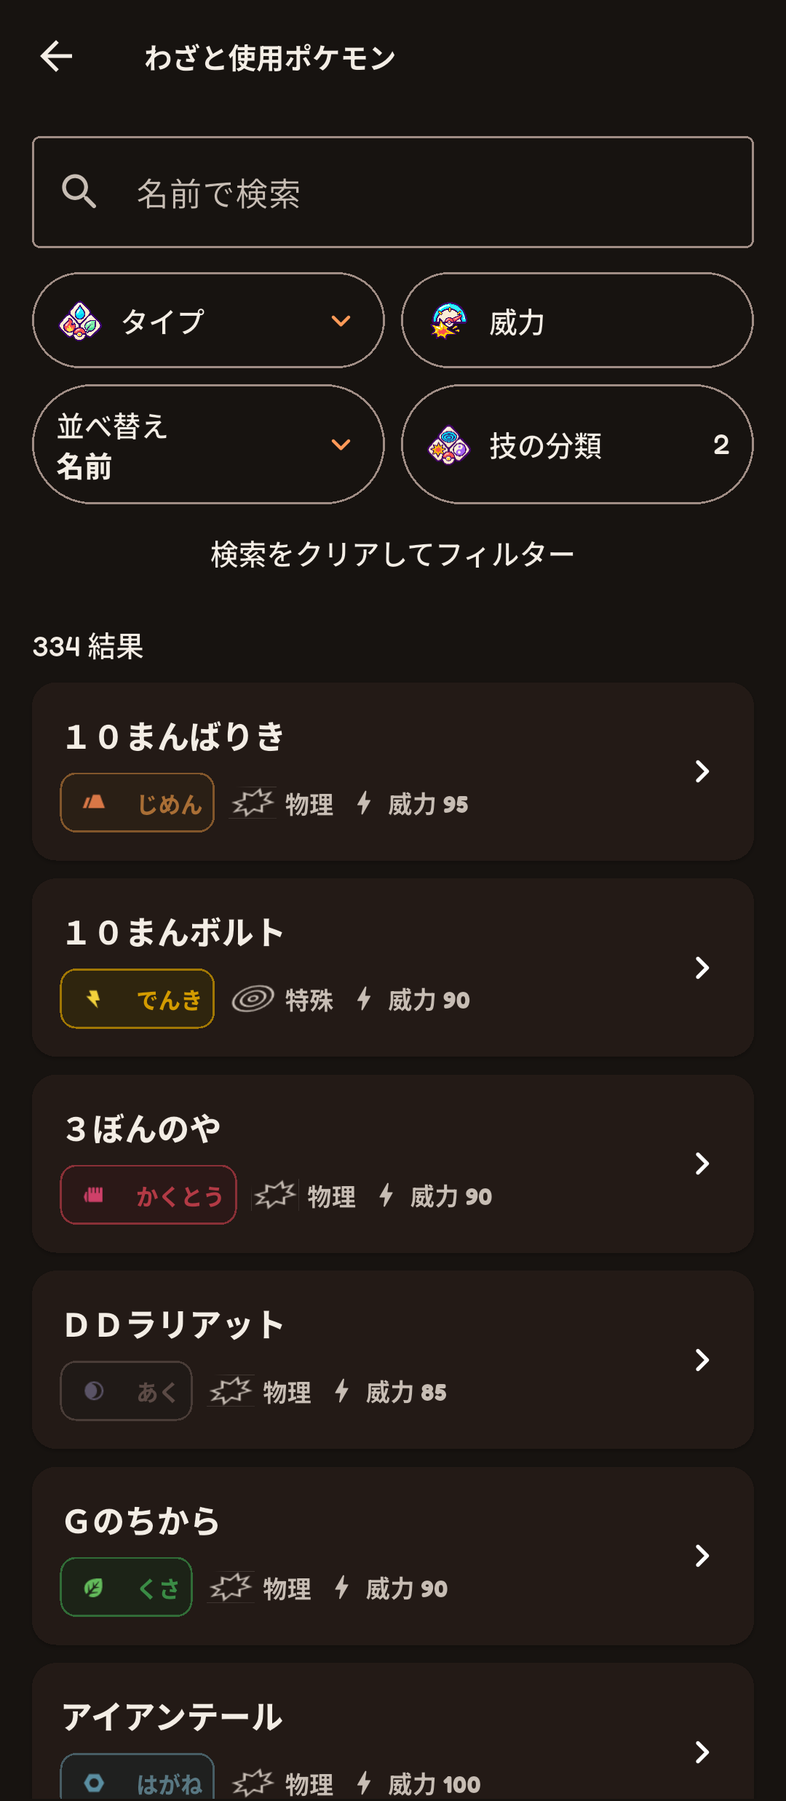 わざと使用ポケモン
名前で検索
タイプ
威力
並べ替え
名前
技の分類 2
検索をクリアしてフィルター
334 結果
１０まんばりき
じめん 物理 威力 95
１０まんボルト
でんき 特殊 威力 90
３ぼんのや
かくとう 物理 威力 90
ＤＤラリアット
あく 物理 威力 85
Ｇのちから
くさ 物理 威力 90
アイアンテール
はがね 物理 威力 100